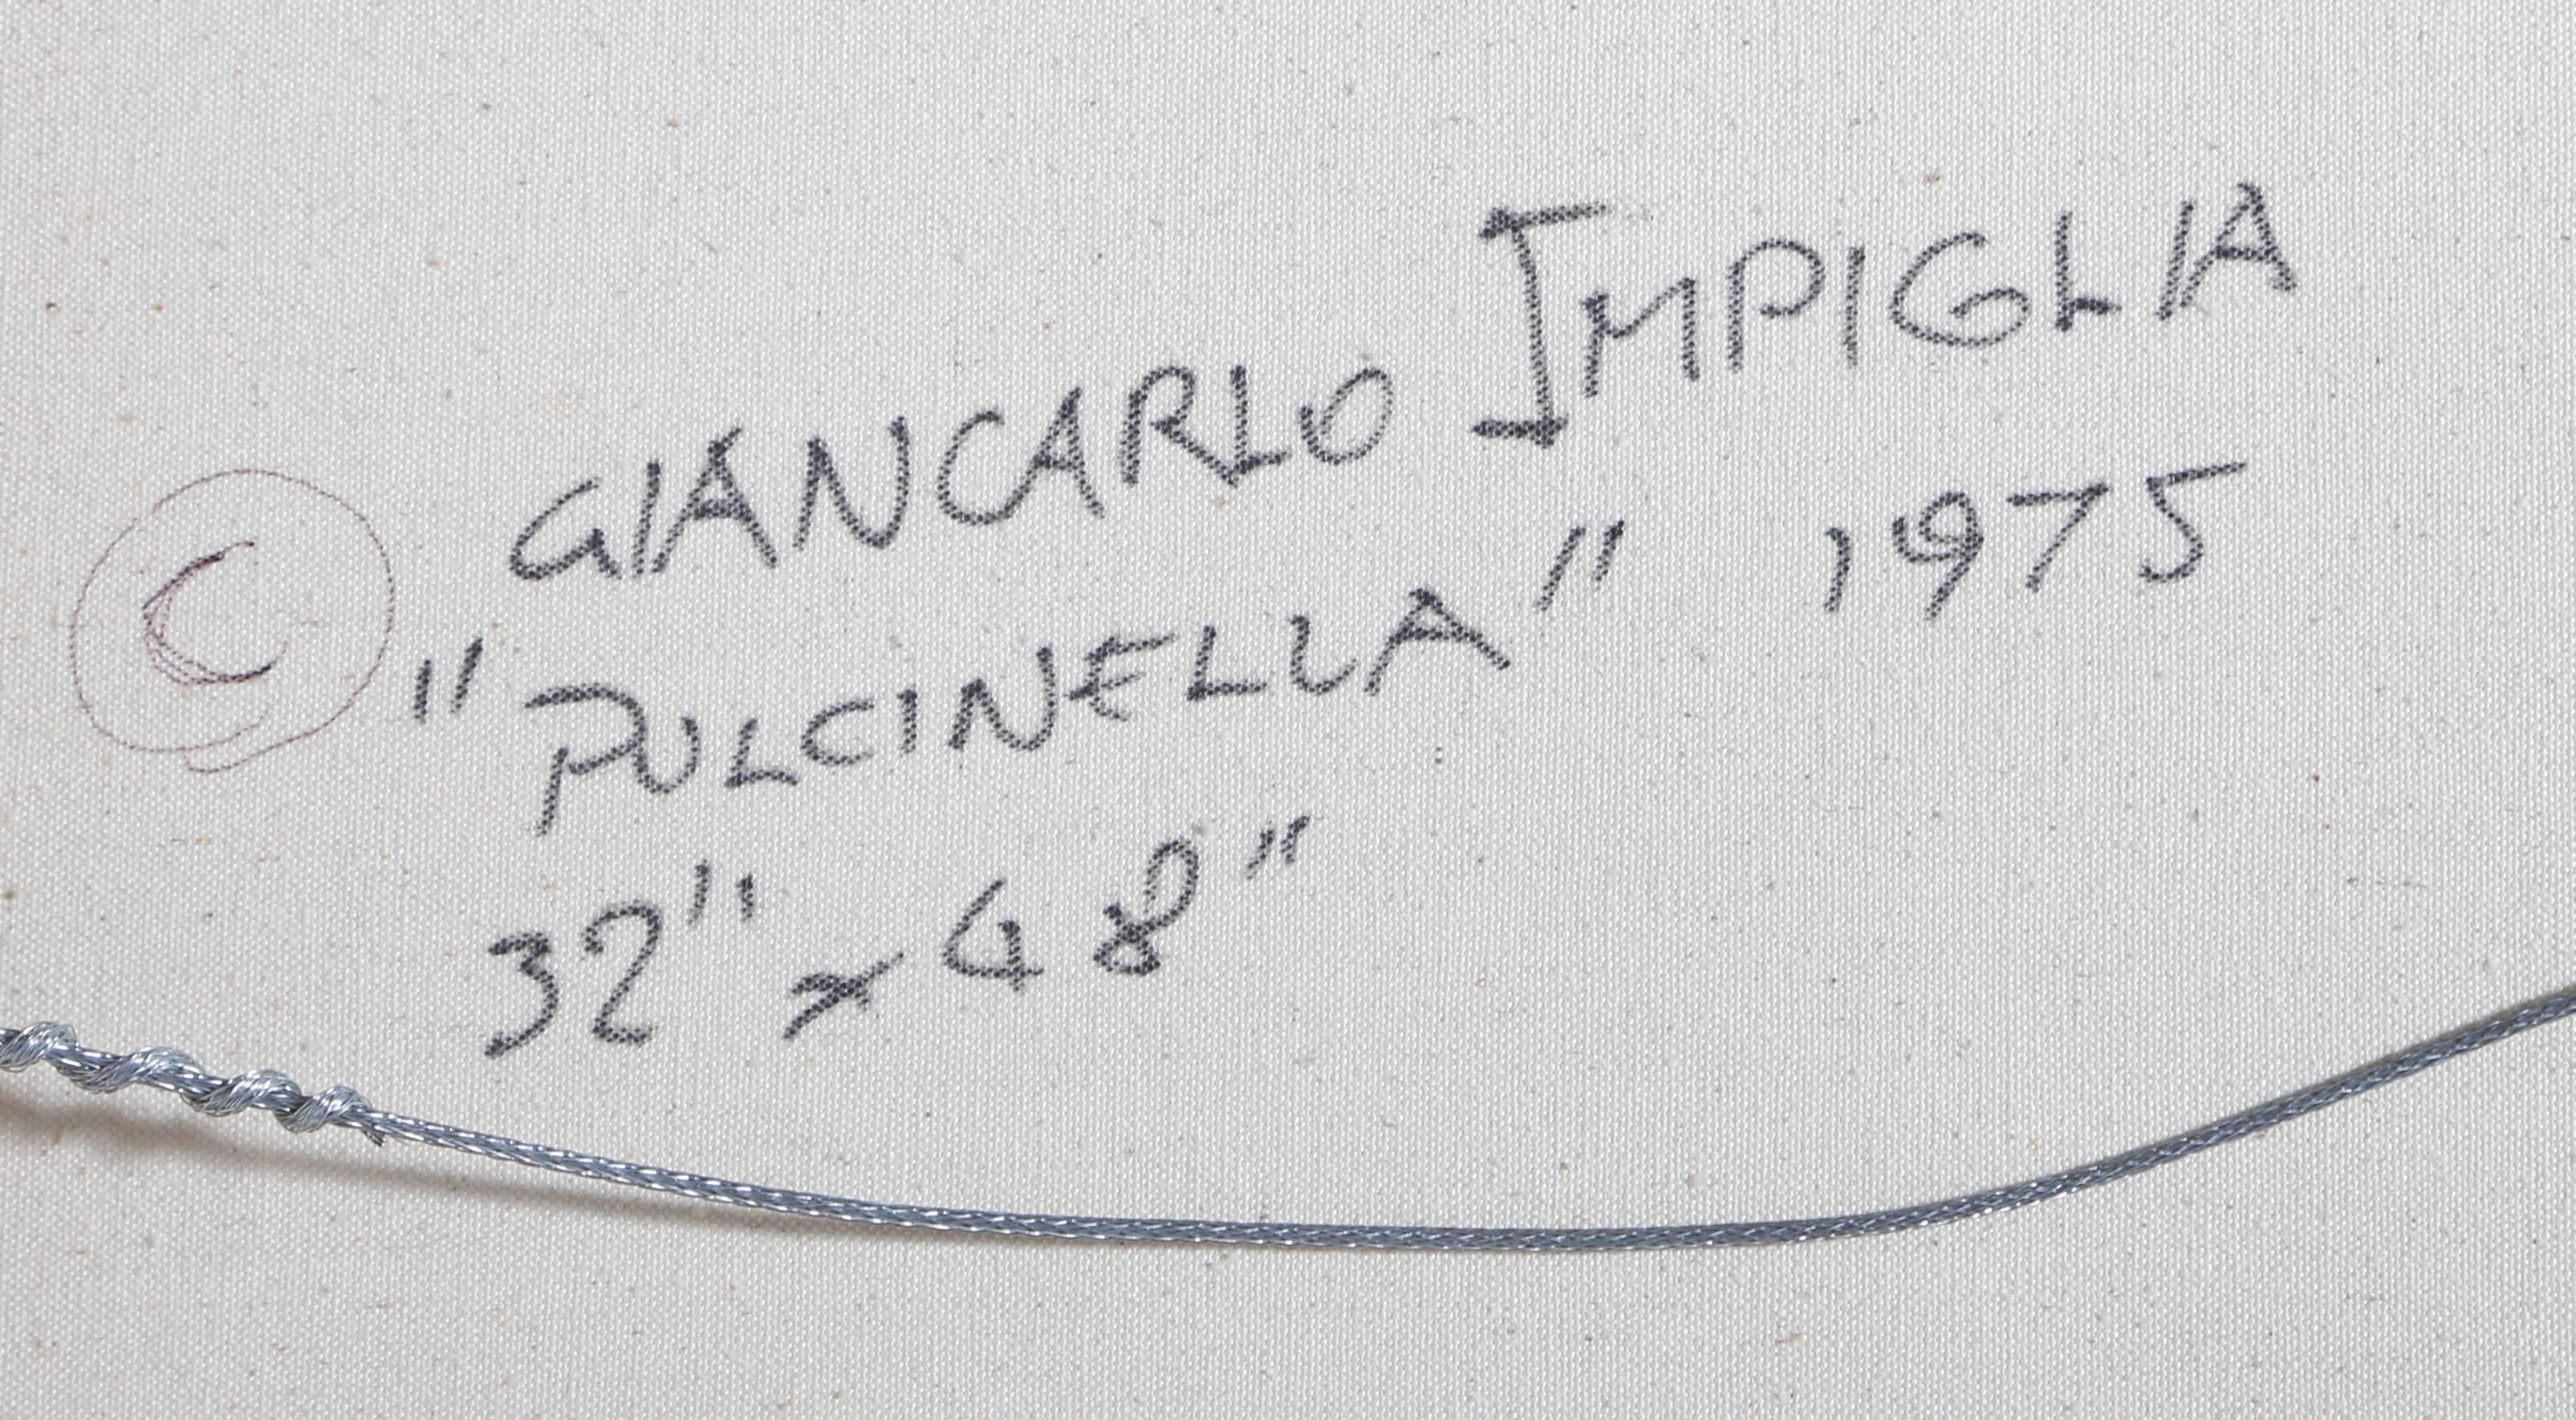 © GIANCARLO IMPIGLIA
"PULCINELLA" 1975
32" x 48"